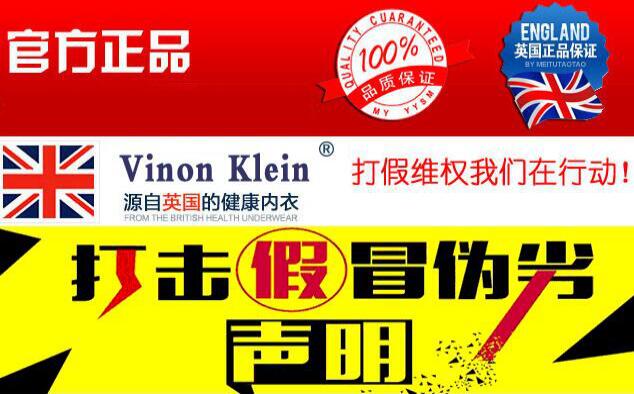 官方正品
QUALITY GUARANTEED
100%
品质保证
MY YYSM
ENGLAND
英国正品保证
BY MEITUTAOTAO
Vinon Klein®
源自英国的健康内衣
FROM THE BRITISH HEALTH UNDERWEAR
打假维权我们在行动!
打击假冒伪劣
声明